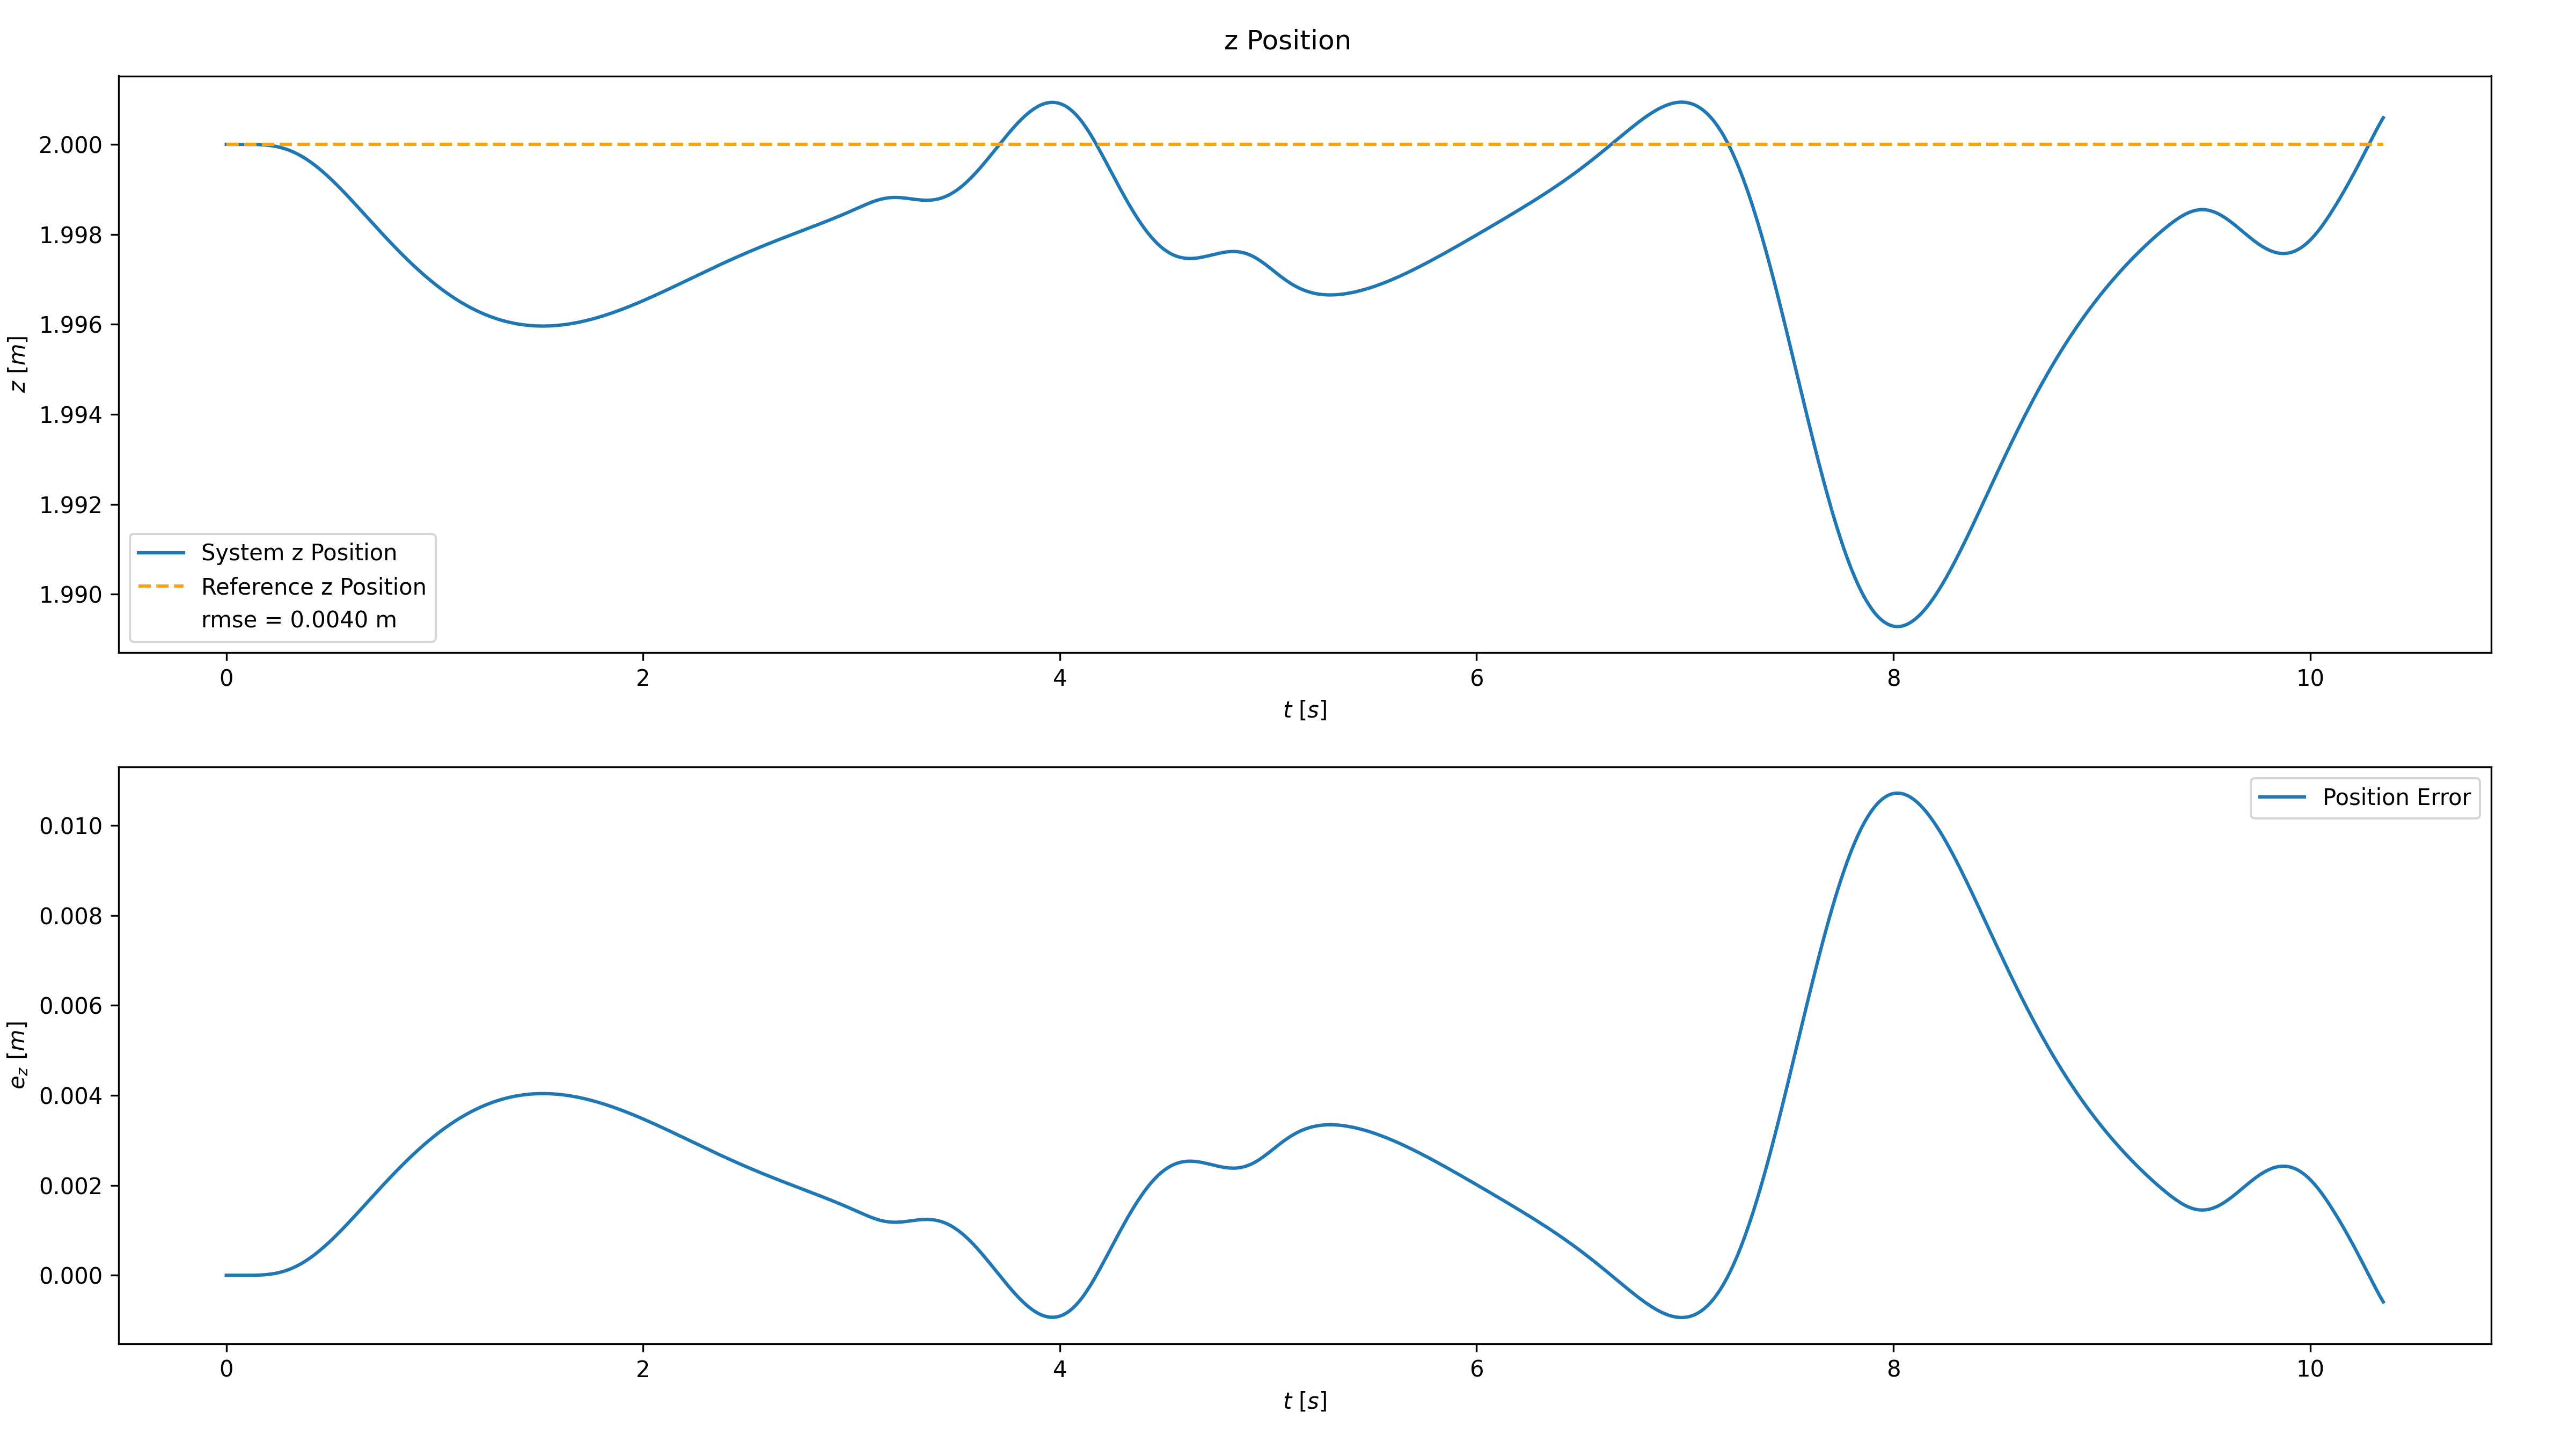 z Position
2.000
1.998
1.996
1.994
1.992
1.990
z [m]
System z Position
Reference z Position
rmse = 0.0040 m
0 2 4 6 8 10
t [s]
0.010
0.008
0.006
0.004
0.002
0.000
e_z [m]
Position Error
0 2 4 6 8 10
t [s]